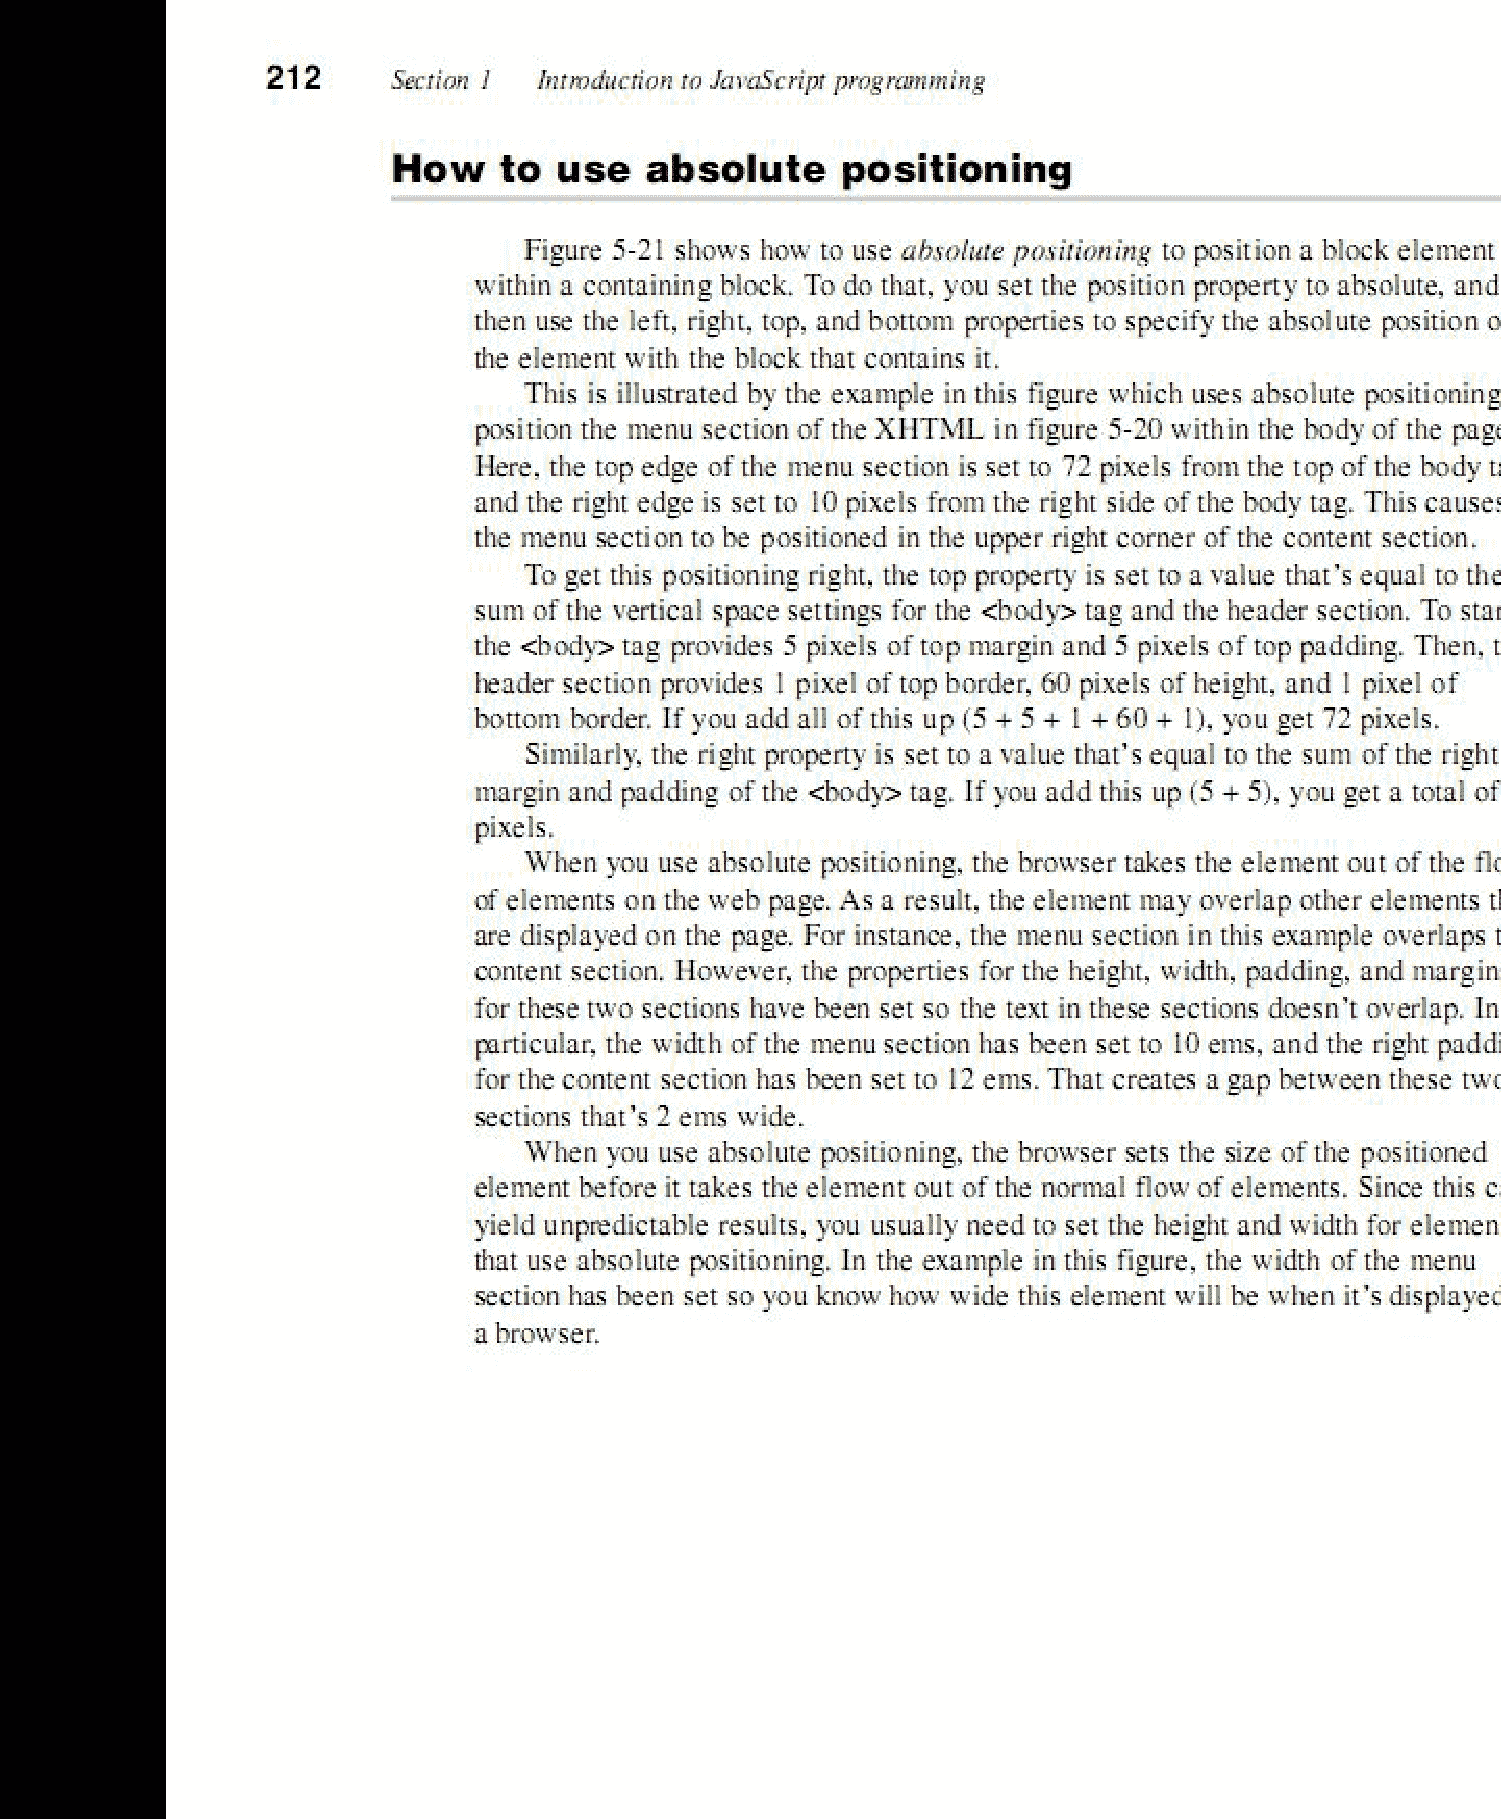 212 Section 1 Introduction to JavaScript programming
How to use absolute positioning
Figure 5-21 shows how to use absolute positioning to position a block element
within a containing block. To do that, you set the position property to absolute, and
then use the left, right, top, and bottom properties to specify the absolute position o
the element with the block that contains it.
This is illustrated by the example in this figure which uses absolute positioning
position the menu section of the XHTML in figure 5-20 within the body of the page
Here, the top edge of the menu section is set to 72 pixels from the top of the body ta
and the right edge is set to 10 pixels from the right side of the body tag. This causes
the menu section to be positioned in the upper right corner of the content section.
To get this positioning right, the top property is set to a value that's equal to the
sum of the vertical space settings for the <body> tag and the header section. To star
the <body> tag provides 5 pixels of top margin and 5 pixels of top padding. Then, t
header section provides 1 pixel of top border, 60 pixels of height, and 1 pixel of
bottom border. If you add all of this up (5 + 5 + 1 + 60 + 1), you get 72 pixels.
Similarly, the right property is set to a value that's equal to the sum of the right
margin and padding of the <body> tag. If you add this up (5 + 5), you get a total of
pixels.
When you use absolute positioning, the browser takes the element out of the flo
of elements on the web page. As a result, the element may overlap other elements th
are displayed on the page. For instance, the menu section in this example overlaps t
content section. However, the properties for the height, width, padding, and margin
for these two sections have been set so the text in these sections doesn't overlap. In
particular, the width of the menu section has been set to 10 ems, and the right paddi
for the content section has been set to 12 ems. That creates a gap between these two
sections that's 2 ems wide.
When you use absolute positioning, the browser sets the size of the positioned
element before it takes the element out of the normal flow of elements. Since this c
yield unpredictable results, you usually need to set the height and width for elemen
that use absolute positioning. In the example in this figure, the width of the menu
section has been set so you know how wide this element will be when it's displayed
a browser.